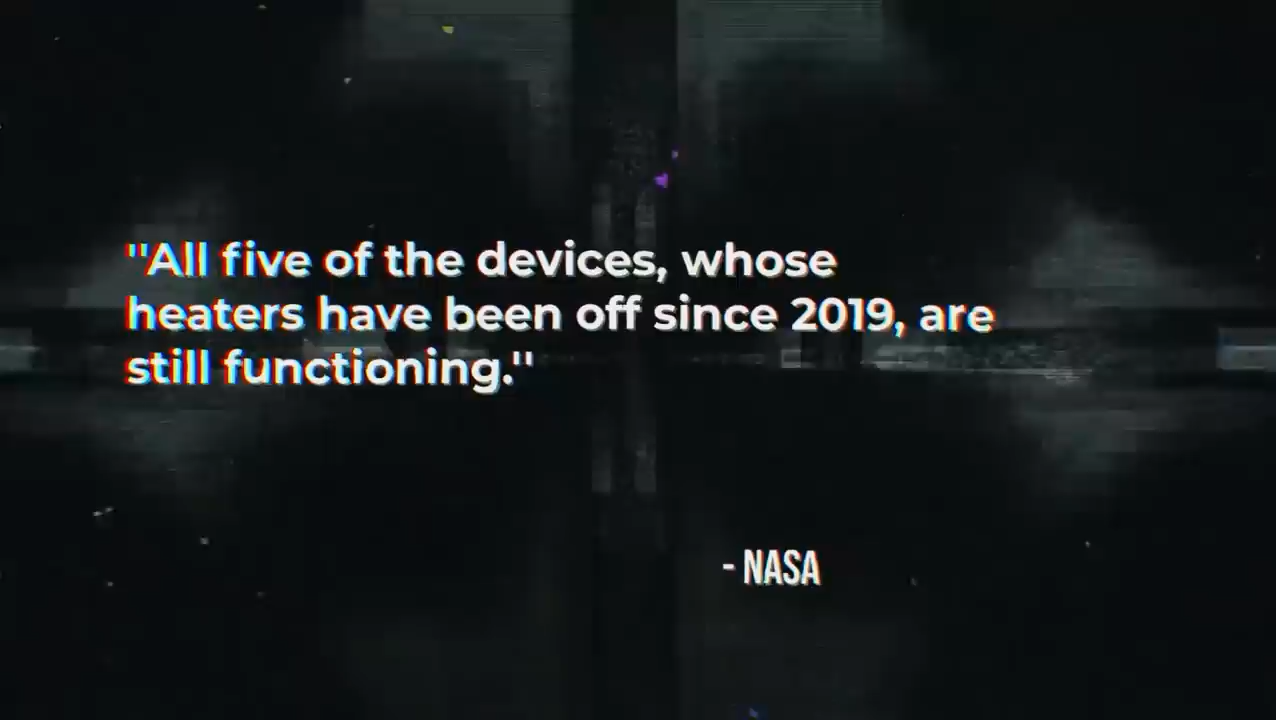 "All five of the devices, whose
heaters have been off since 2019, are
still functioning."
- NASA